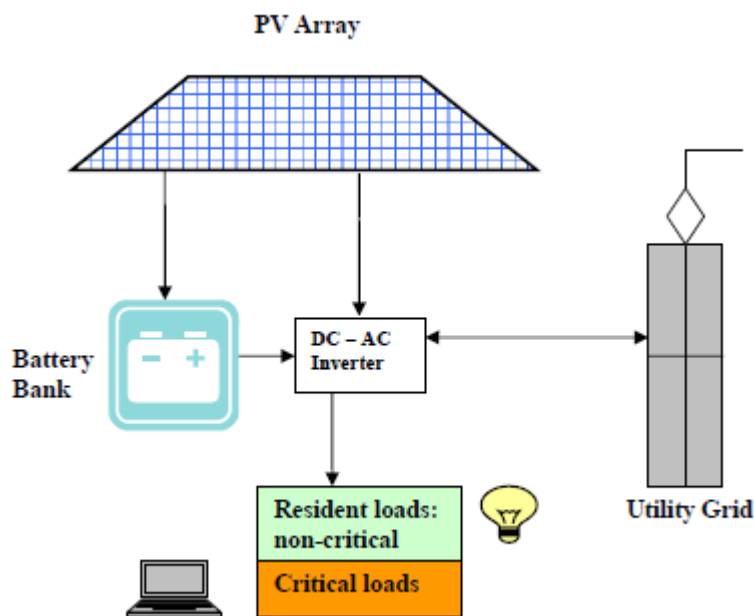 PV Array
DC – AC
Inverter
Battery
Bank
Resident loads:
non-critical
Critical loads
Utility Grid